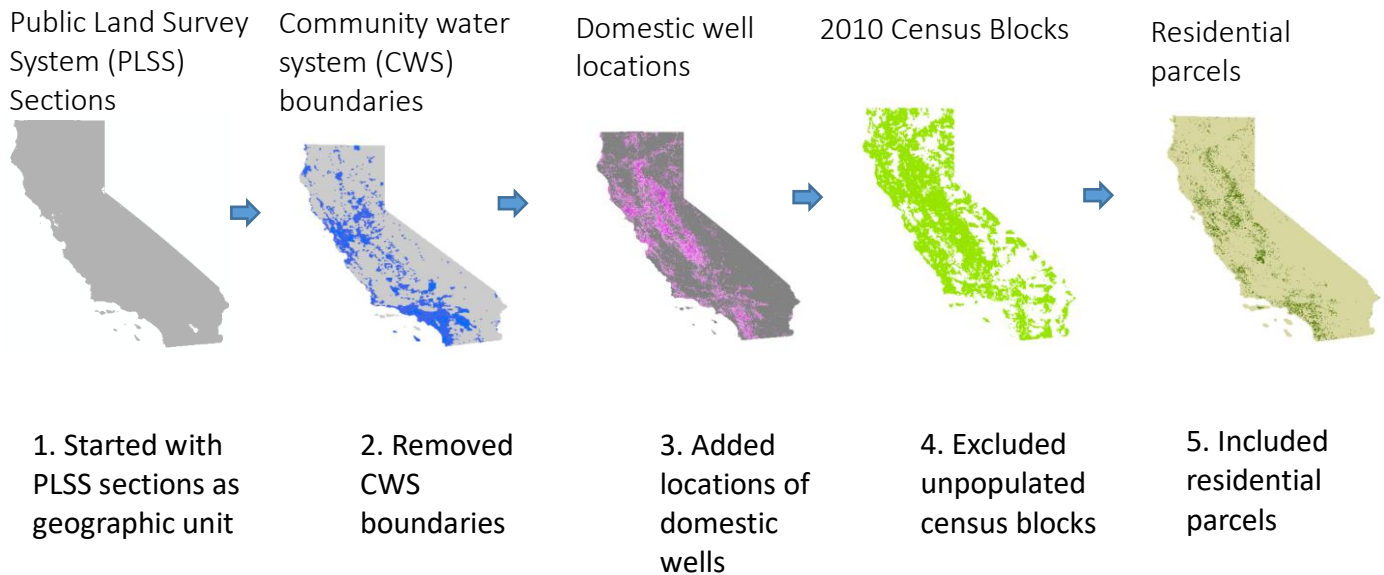 Public Land Survey
System (PLSS)
Sections
Community water
system (CWS)
boundaries
Domestic well
locations
2010 Census Blocks
Residential
parcels
1. Started with
PLSS sections as
geographic unit
2. Removed
CWS
boundaries
3. Added
locations of
domestic
wells
4. Excluded
unpopulated
census blocks
5. Included
residential
parcels